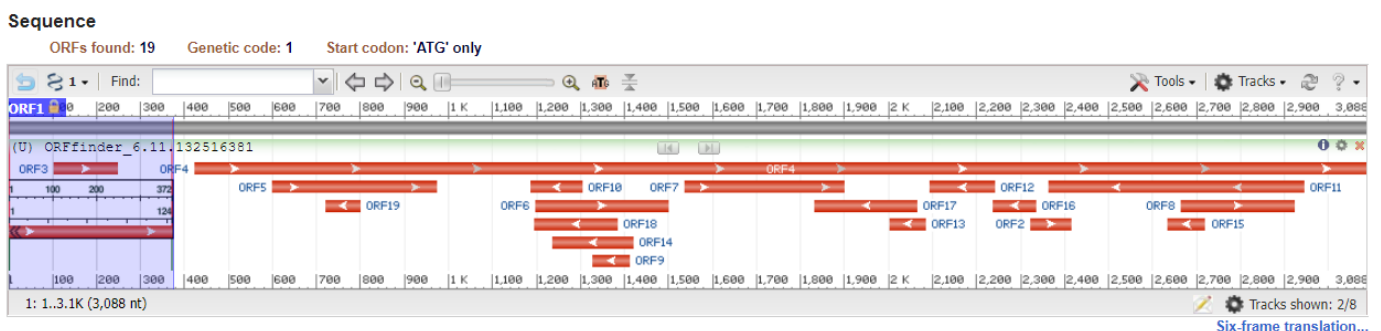 Sequence
ORFs found: 19 Genetic code: 1 Start codon: 'ATG' only
1 Find: ATG Tools Tracks ?
ORF1 00 200 300 400 500 600 700 800 900 1 K 1,100 1,200 1,300 1,400 1,500 1,600 1,700 1,800 1,900 2 K 2,100 2,200 2,300 2,400 2,500 2,600 2,700 2,800 2,900 3,088
(U) ORFfinder_6.11.132516381
ORF3 ORF4 ORF4
1 100 200 372 ORF5 ORF10 ORF7 ORF12 ORF11
1 124 ORF19 ORF6 ORF17 ORF16 ORF8
ORF18 ORF13 ORF2 ORF15
ORF14
ORF9
1 100 200 300 400 500 600 700 800 900 1 K 1,100 1,200 1,300 1,400 1,500 1,600 1,700 1,800 1,900 2 K 2,100 2,200 2,300 2,400 2,500 2,600 2,700 2,800 2,900 3,088
1: 1..3.1K (3,088 nt) Tracks shown: 2/8
Six-frame translation...